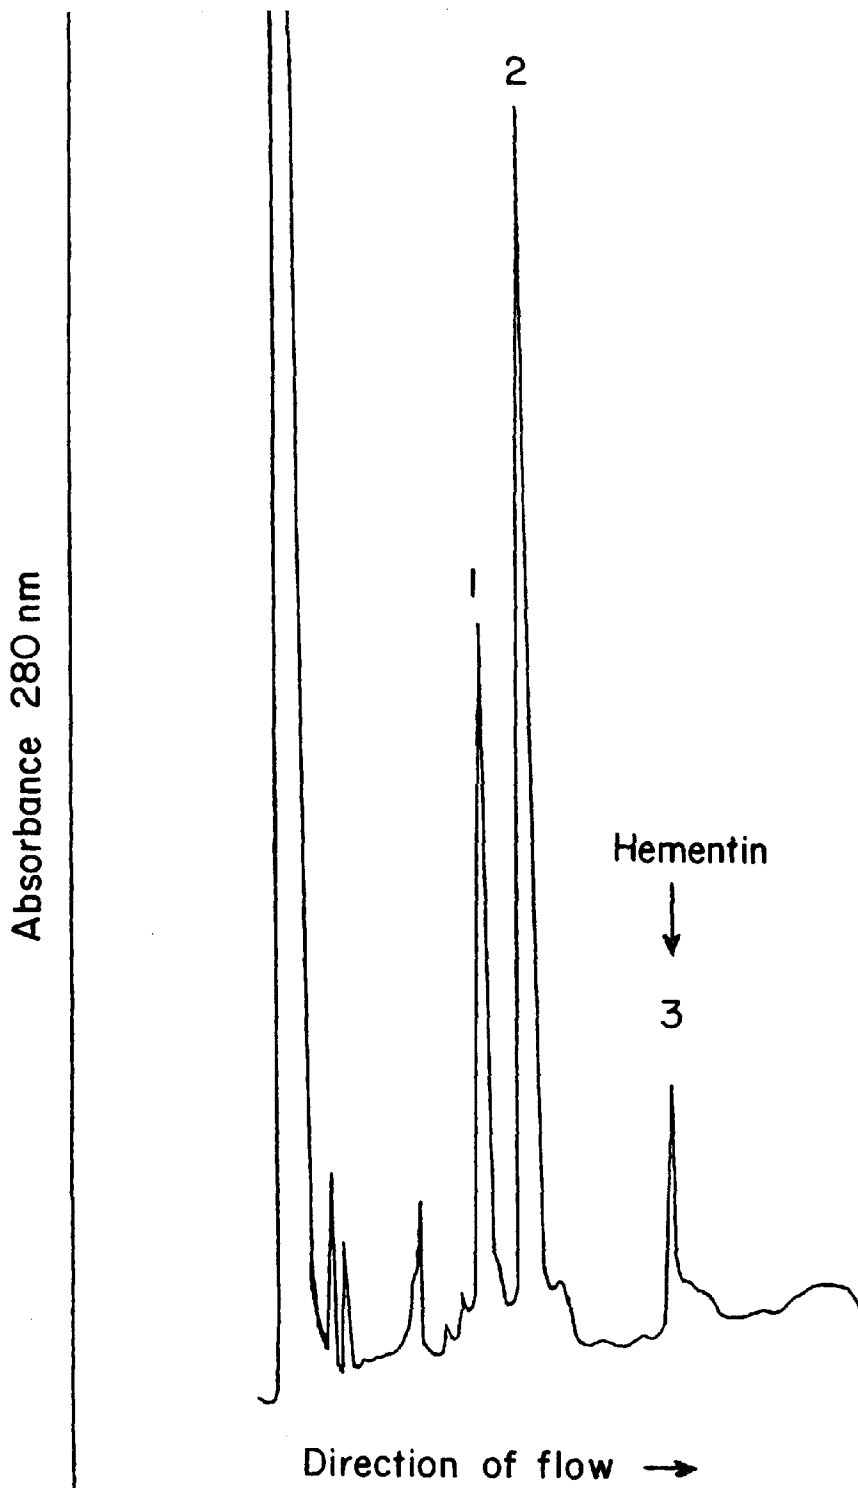 2
1
Hementin
3
Absorbance 280 nm
Direction of flow →